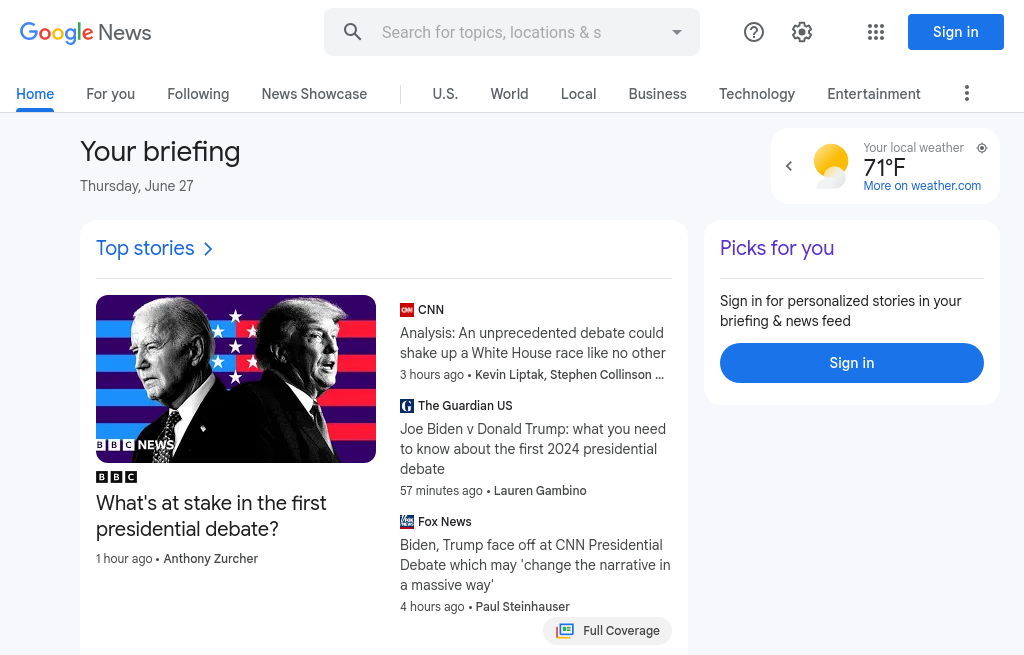 Google News
Search for topics, locations & s
Sign in
Home
For you
Following
News Showcase
U.S.
World
Local
Business
Technology
Entertainment
Your briefing
Thursday, June 27
Your local weather
71°F
More on weather.com
Top stories
BBC NEWS
BBC
What's at stake in the first
presidential debate?
1 hour ago • Anthony Zurcher
CNN CNN
Analysis: An unprecedented debate could
shake up a White House race like no other
3 hours ago • Kevin Liptak, Stephen Collinson ...
The Guardian US
Joe Biden v Donald Trump: what you need
to know about the first 2024 presidential
debate
57 minutes ago • Lauren Gambino
Fox News
Biden, Trump face off at CNN Presidential
Debate which may 'change the narrative in
a massive way'
4 hours ago • Paul Steinhauser
Full Coverage
Picks for you
Sign in for personalized stories in your
briefing & news feed
Sign in